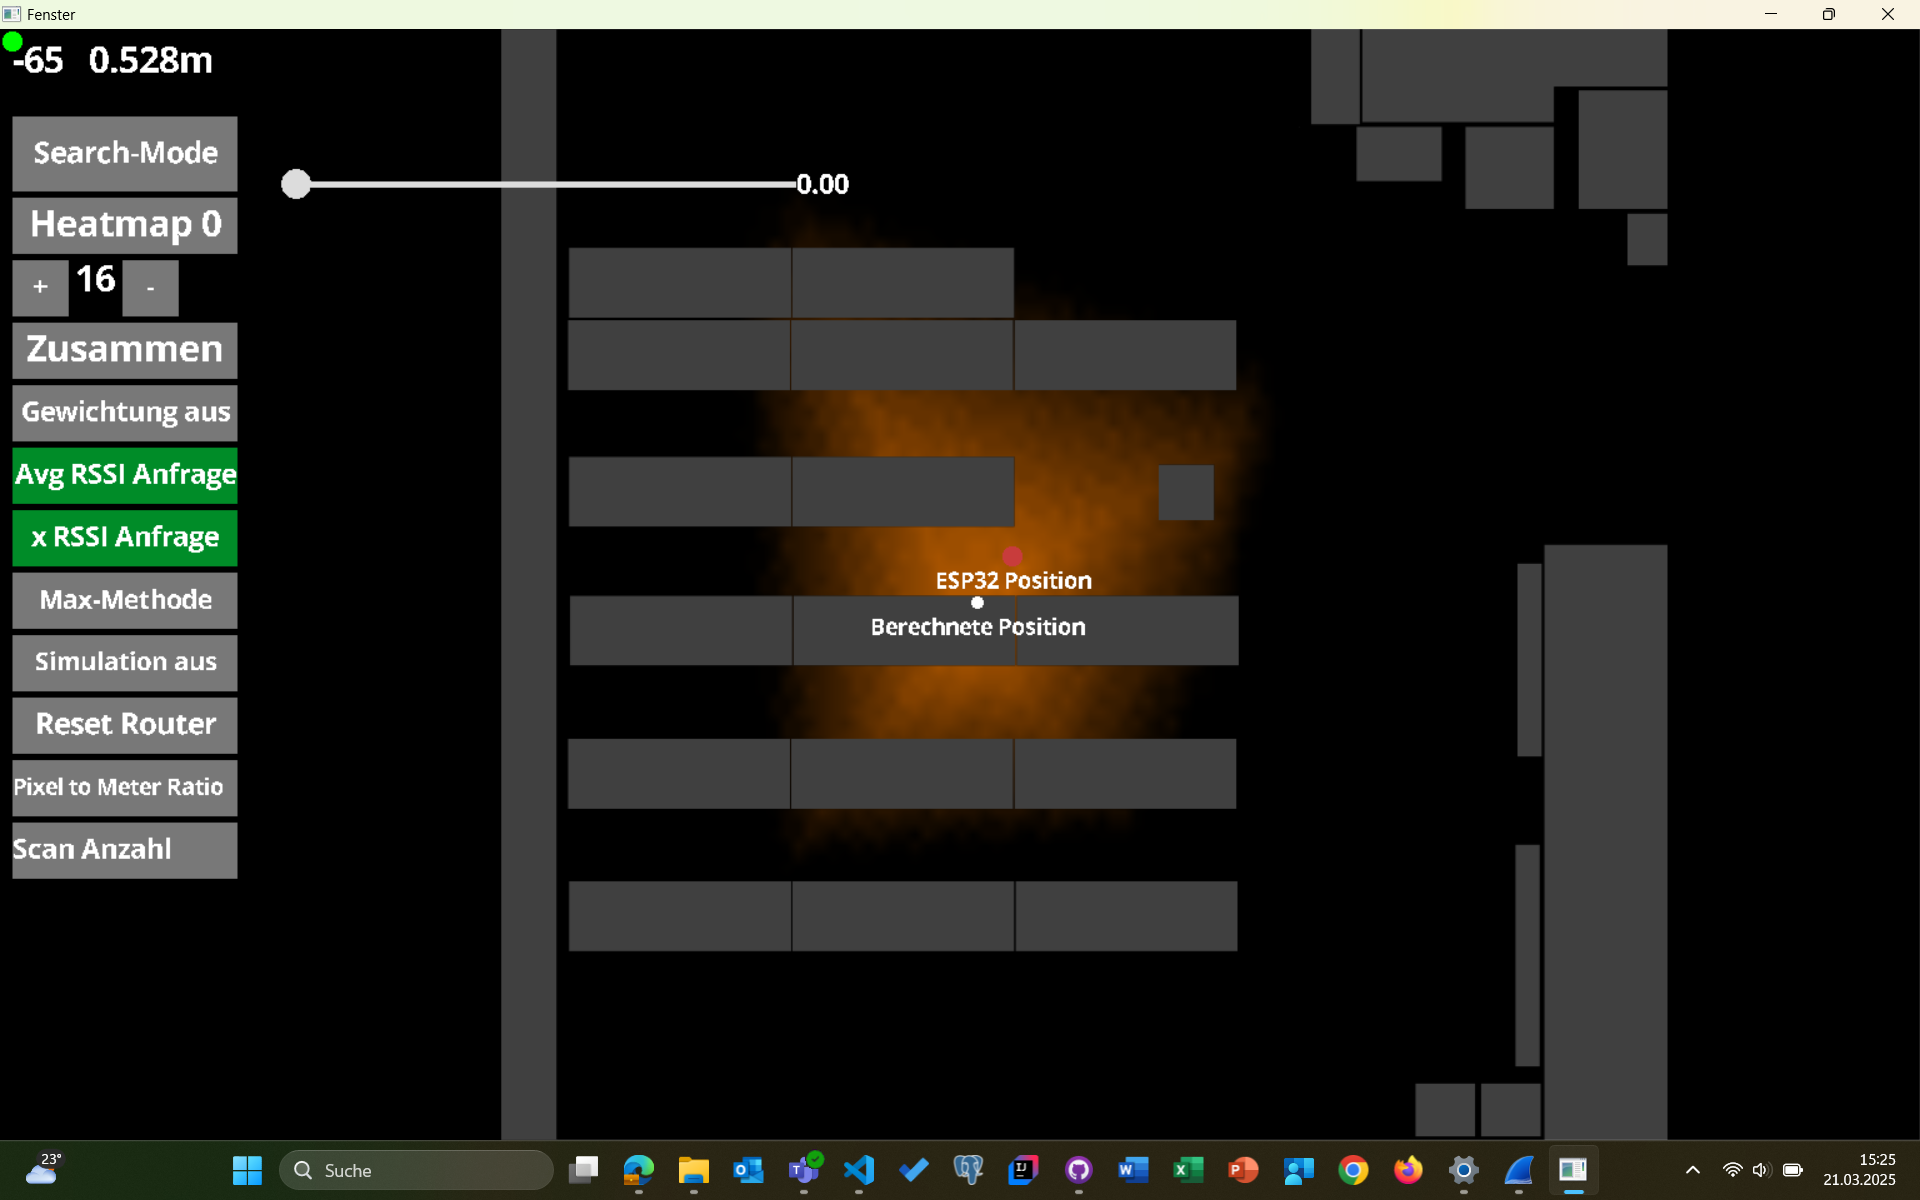 Fenster
-65 0.528m
Search-Mode
0.00
Heatmap 0
+ 16 -
Zusammen
Gewichtung aus
Avg RSSI Anfrage
x RSSI Anfrage
ESP32 Position
Max-Methode
Berechnete Position
Simulation aus
Reset Router
Pixel to Meter Ratio
Scan Anzahl
23°
Suche
15:25
21.03.2025